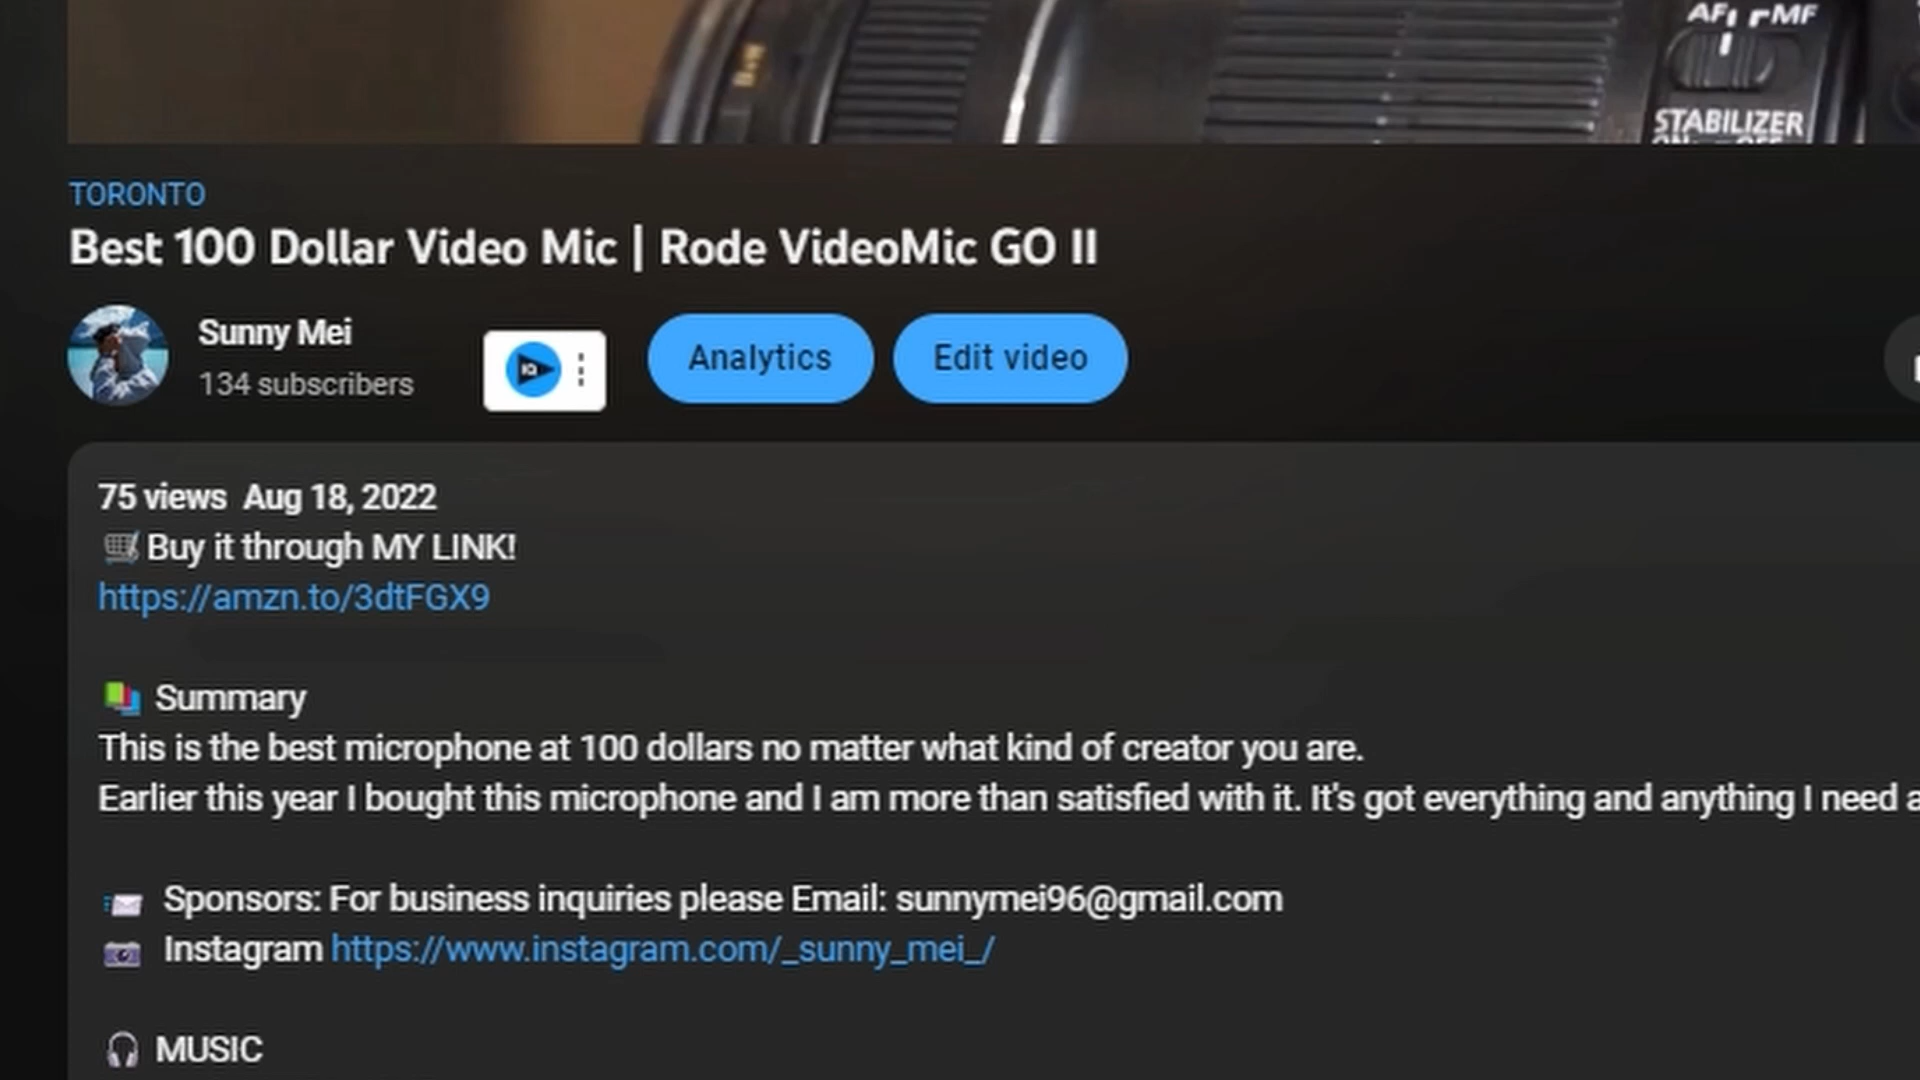 AF MF
STABILIZER
TORONTO
Best 100 Dollar Video Mic | Rode VideoMic GO II
Sunny Mei
134 subscribers
IQ
Analytics
Edit video
75 views Aug 18, 2022
Buy it through MY LINK!
https://amzn.to/3dtFGX9
Summary
This is the best microphone at 100 dollars no matter what kind of creator you are.
Earlier this year I bought this microphone and I am more than satisfied with it. It's got everything and anything I need
Sponsors: For business inquiries please Email: sunnymei96@gmail.com
Instagram https://www.instagram.com/_sunny_mei_/
MUSIC